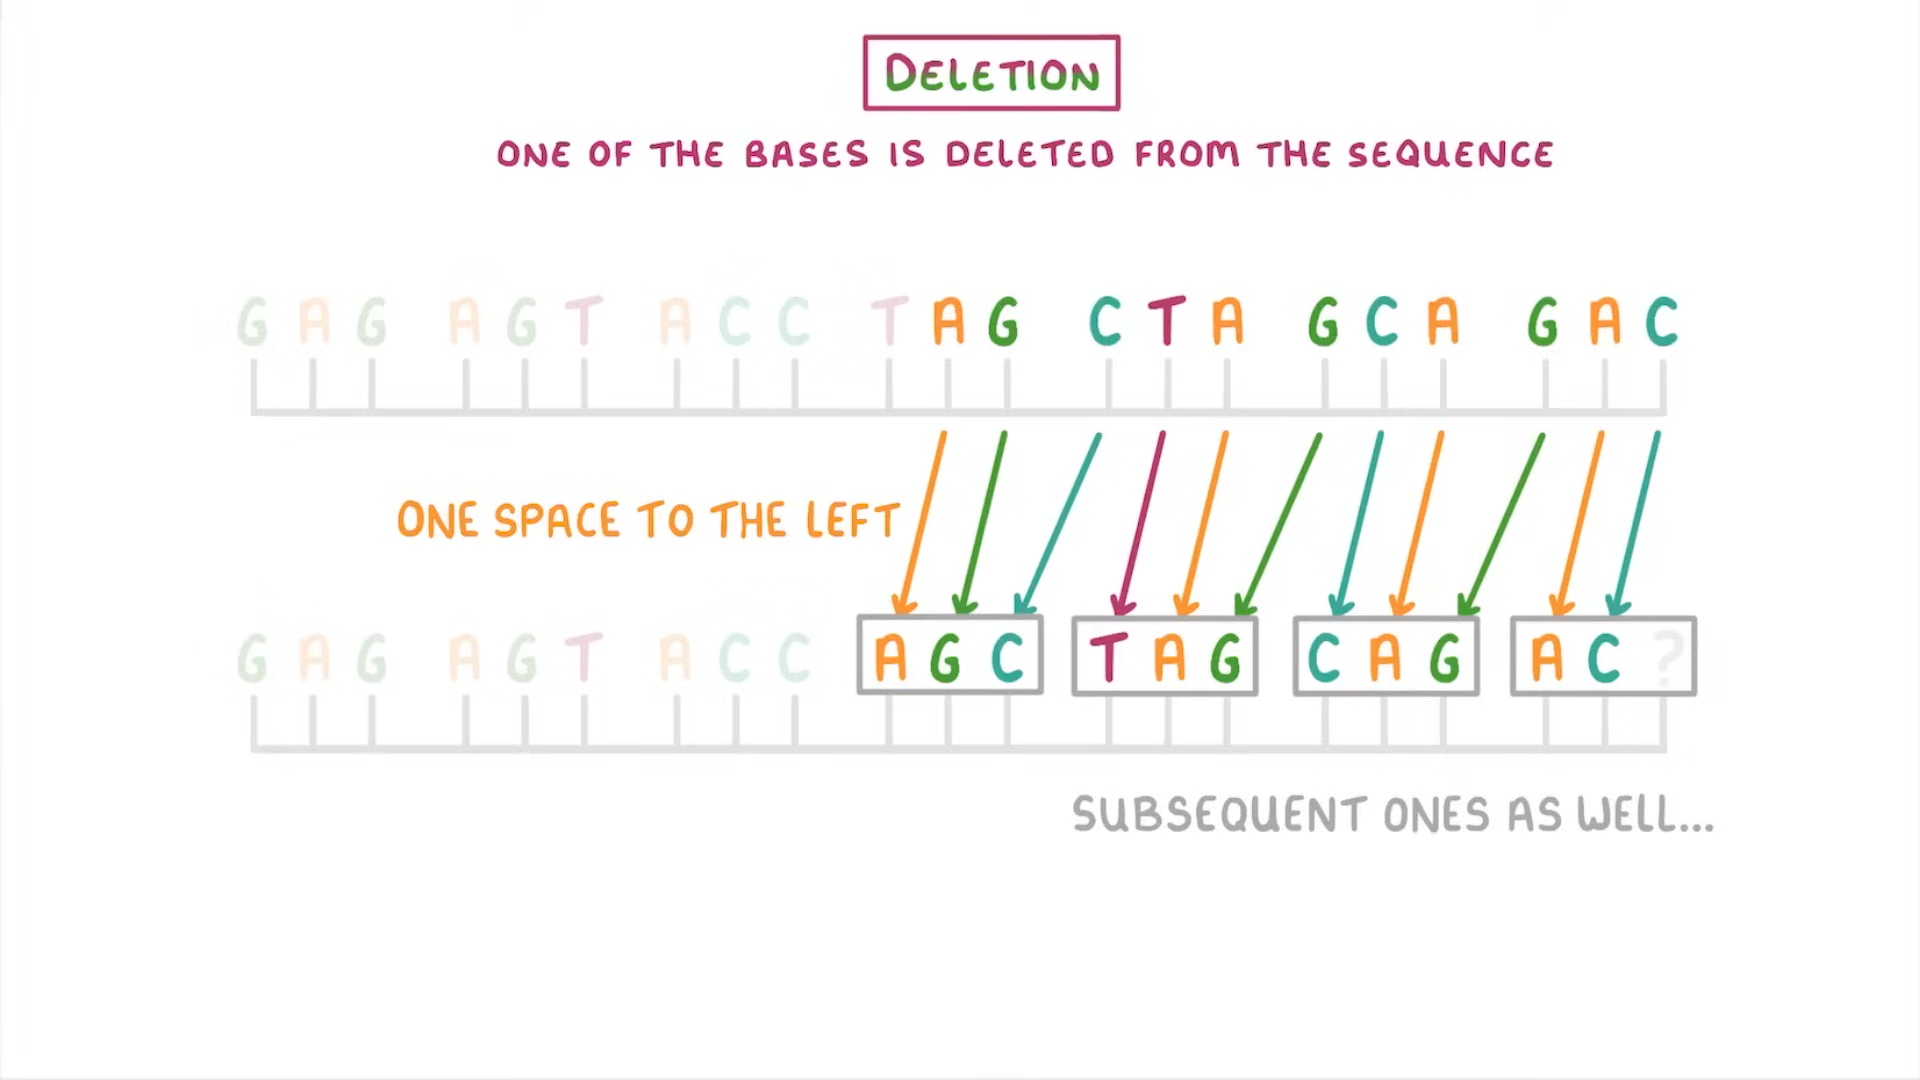 DELETION
ONE OF THE BASES IS DELETED FROM THE SEQUENCE
G A G A G T A C C T A G C T A G C A G A C
ONE SPACE TO THE LEFT
G A G A G T A C C A G C T A G C A G A C ?
SUBSEQUENT ONES AS WELL...